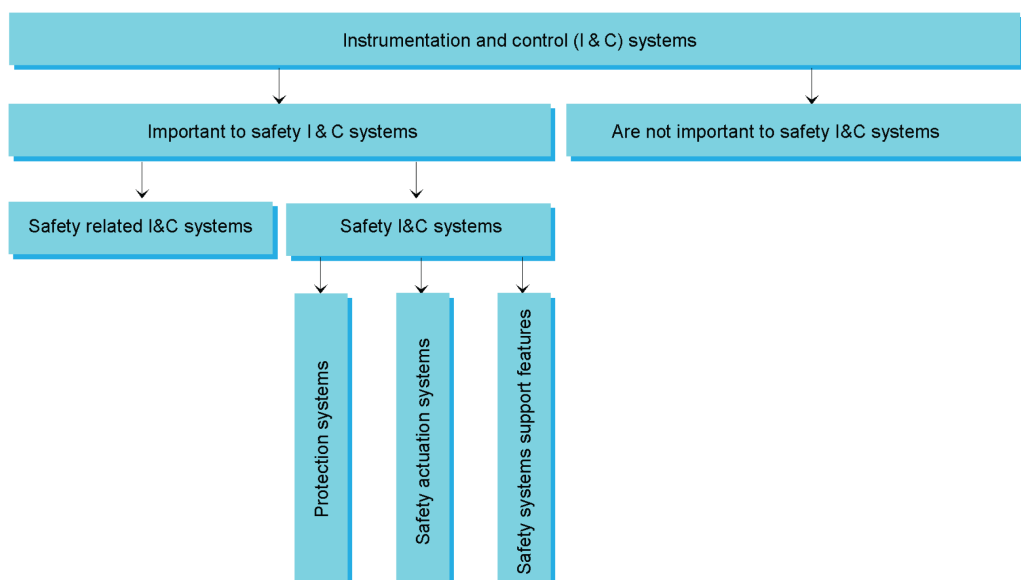 Instrumentation and control (I & C) systems
Important to safety I & C systems
Are not important to safety I&C systems
Safety related I&C systems
Safety I&C systems
Protection systems
Safety actuation systems
Safety systems support features